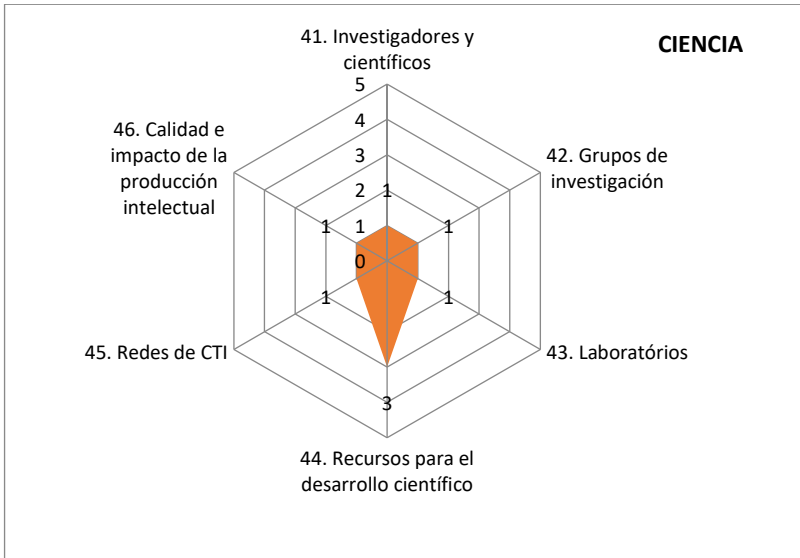 CIENCIA
41. Investigadores y
científicos
5
4
3
2
1
0
1
1
1
3
1
1
42. Grupos de
investigación
43. Laboratórios
44. Recursos para el
desarrollo científico
45. Redes de CTI
46. Calidad e
impacto de la
producción
intelectual